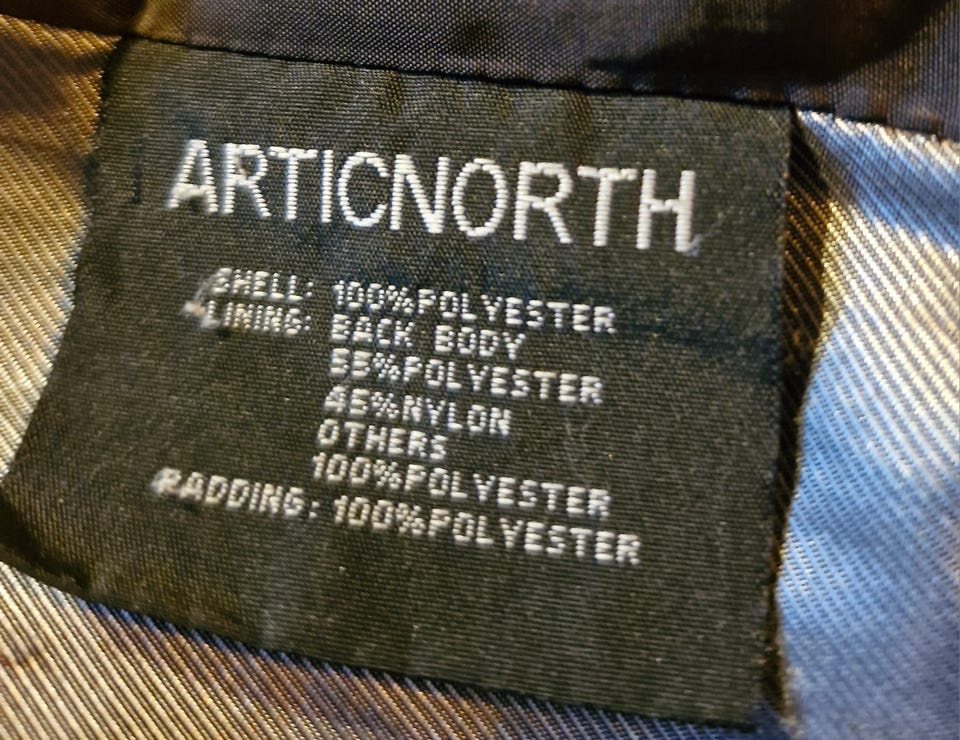 ARTICNORTH
SHELL: 100%POLYESTER
LINING: BACK BODY
55%POLYESTER
45%NYLON
OTHERS
100%POLYESTER
PADDING: 100%POLYESTER